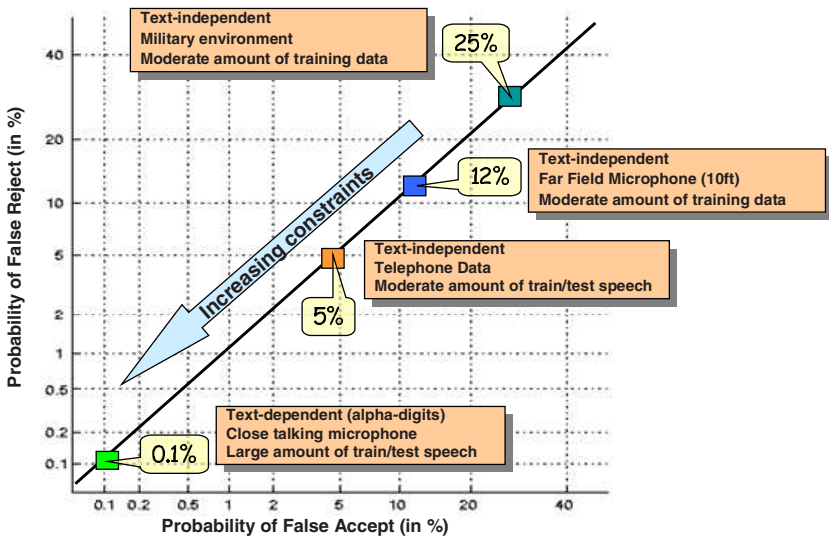 Text-independent
Military environment
Moderate amount of training data
25%
Text-independent
Far Field Microphone (10ft)
Moderate amount of training data
12%
Text-independent
Telephone Data
Moderate amount of train/test speech
5%
Text-dependent (alpha-digits)
Close talking microphone
Large amount of train/test speech
0.1%
Increasing constraints
Probability of False Reject (in %)
40
20
10
5
2
1
0.5
0.2
0.1
0.1 0.2 0.5 1 2 5 10 20 40
Probability of False Accept (in %)